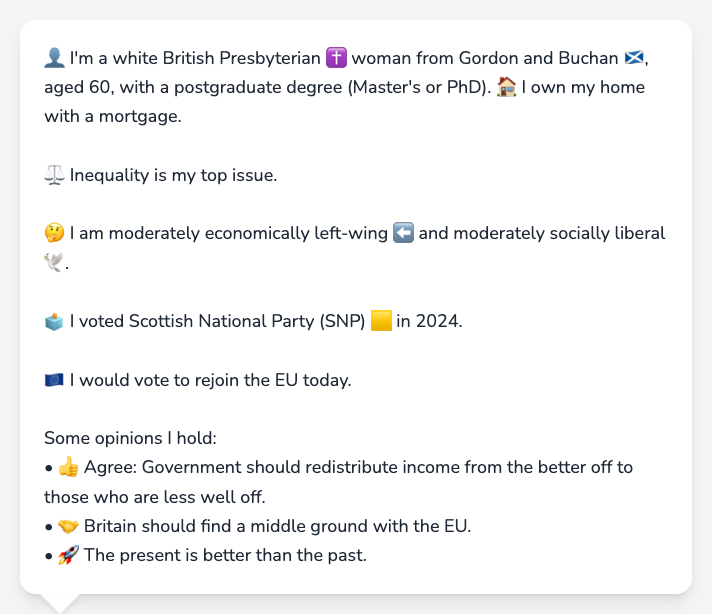 👤 I'm a white British Presbyterian ✝️ woman from Gordon and Buchan 🏴󠁧󠁢󠁳󠁣󠁴󠁿,
aged 60, with a postgraduate degree (Master's or PhD). 🏠 I own my home
with a mortgage.
⚖️ Inequality is my top issue.
🤔 I am moderately economically left-wing ⬅️ and moderately socially liberal
🕊️.
🗳️ I voted Scottish National Party (SNP) 🟨 in 2024.
🇪🇺 I would vote to rejoin the EU today.
Some opinions I hold:
• 👍 Agree: Government should redistribute income from the better off to
those who are less well off.
• 🤝 Britain should find a middle ground with the EU.
• 🚀 The present is better than the past.